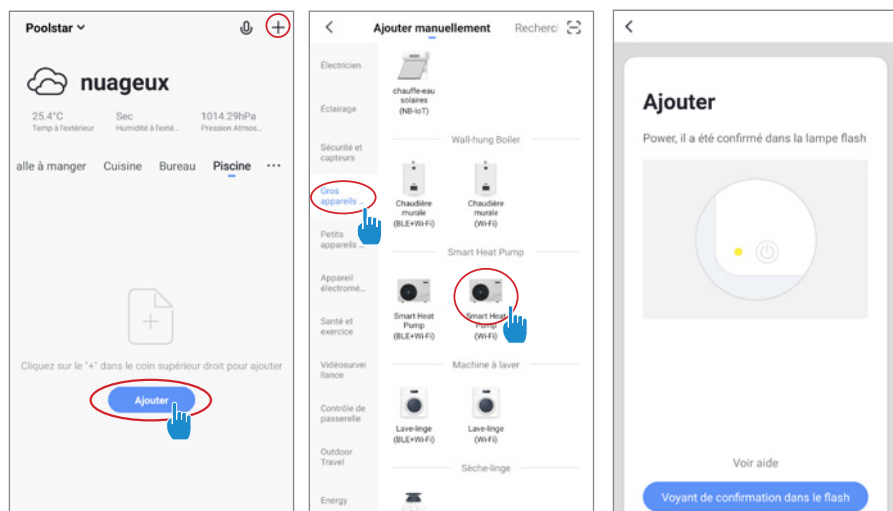 Poolstar
nuageux
25.4°C Sec 1014.29hPa
Temp à l'extérieur Humidité à l'exté... Pression Atmos...
alle à manger Cuisine Bureau Piscine ...
Cliquez sur le "+" dans le coin supérieur droit pour ajouter
Ajouter
Ajouter manuellement Recherc
Électricien
Éclairage
Sécurité et
capteurs
Gros
appareils ...
Petits
appareils ...
Appareil
électromé...
Santé et
exercice
Vidéosurvei
llance
Contrôle de
passerelle
Outdoor
Travel
Energy
chauffe-eau
solaires
(NB-IoT)
Wall-hung Boiler
Chaudière
murale
(BLE+Wi-Fi)
Chaudière
murale
(Wi-Fi)
Smart Heat Pump
Smart Heat
Pump
(BLE+Wi-Fi)
Smart Heat
Pump
(Wi-Fi)
Machine à laver
Lave-linge
(BLE+Wi-Fi)
Lave-linge
(Wi-Fi)
Sèche-linge
Ajouter
Power, il a été confirmé dans la lampe flash
Voir aide
Voyant de confirmation dans le flash